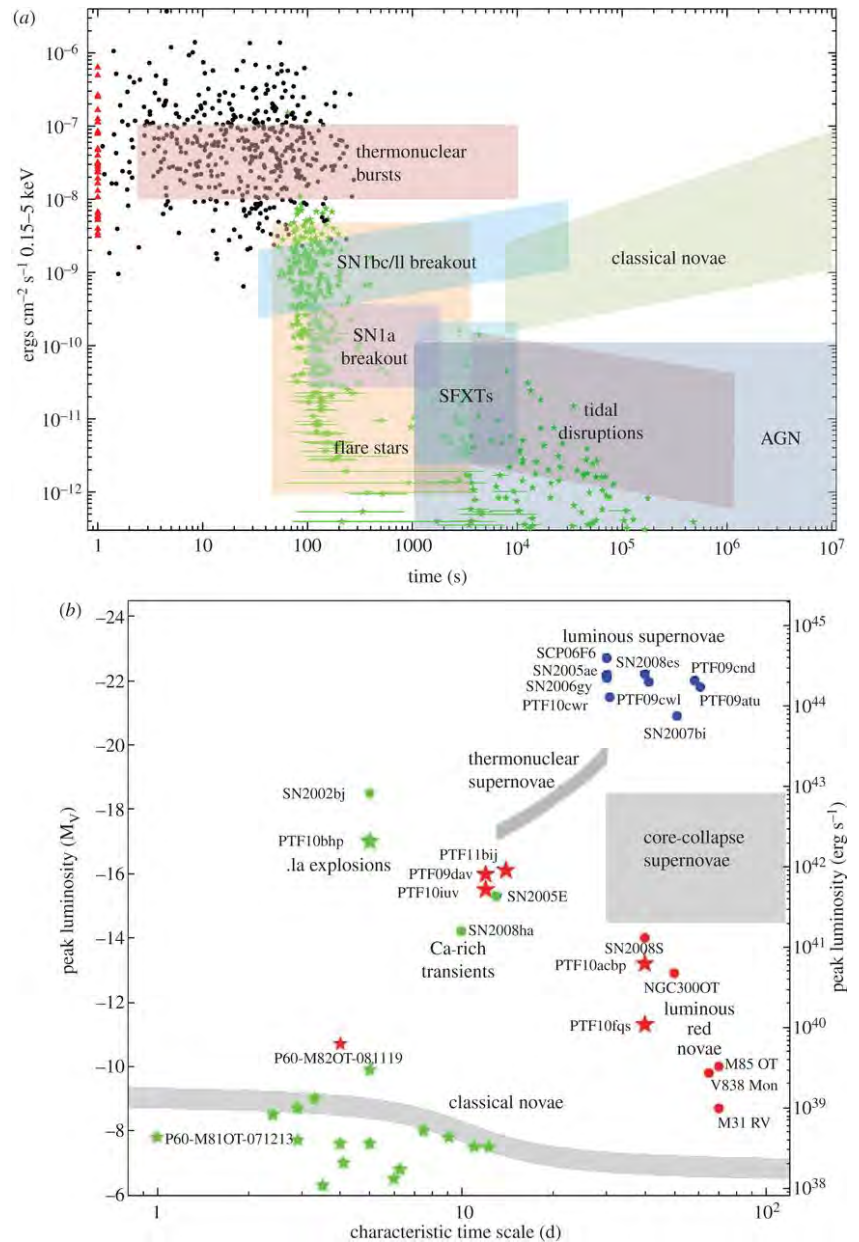 (a)
ergs cm⁻² s⁻¹ 0.15–5 keV
10⁻⁶
10⁻⁷
10⁻⁸
10⁻⁹
10⁻¹⁰
10⁻¹¹
10⁻¹²
thermonuclear
bursts
SN1bc/ll breakout
classical novae
SN1a
breakout
SFXTs
tidal
disruptions
AGN
flare stars
1 10 100 1000 10⁴ 10⁵ 10⁶ 10⁷
time (s)
(b)
peak luminosity (M_V)
−24
−22
−20
−18
−16
−14
−12
−10
−8
−6
luminous supernovae
SCP06F6
SN2005ae
SN2008es
PTF09cnd
SN2006gy
PTF10cwr
PTF09cwl
PTF09atu
SN2007bi
thermonuclear
supernovae
SN2002bj
PTF10bhp
.Ia explosions
core-collapse
supernovae
PTF11bij
PTF09dav
PTF10iuv
SN2005E
SN2008ha
Ca-rich
transients
SN2008S
PTF10acbp
NGC300OT
PTF10fqs
luminous
red
novae
P60-M82OT-081119
M85 OT
V838 Mon
M31 RV
classical novae
P60-M81OT-071213
10⁴⁵
10⁴⁴
10⁴³
10⁴²
10⁴¹
10⁴⁰
10³⁹
10³⁸
peak luminosity (erg s⁻¹)
1 10 10²
characteristic time scale (d)